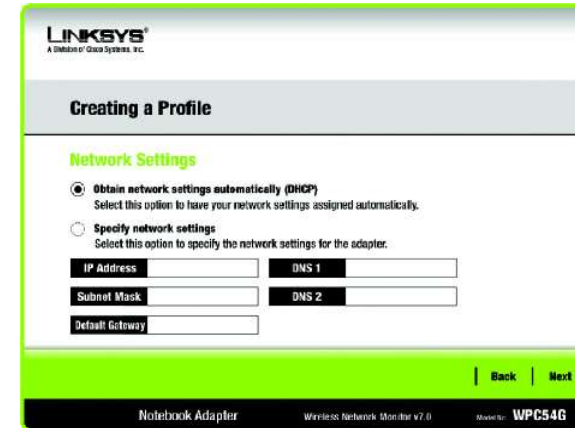 LINKSYS®
A Division of Cisco Systems, Inc.
Creating a Profile
Network Settings
Obtain network settings automatically (DHCP)
Select this option to have your network settings assigned automatically.
Specify network settings
Select this option to specify the network settings for the adapter.
IP Address
DNS 1
Subnet Mask
DNS 2
Default Gateway
Back
Next
Notebook Adapter
Wireless Network Monitor v7.0
Model No. WPC54G